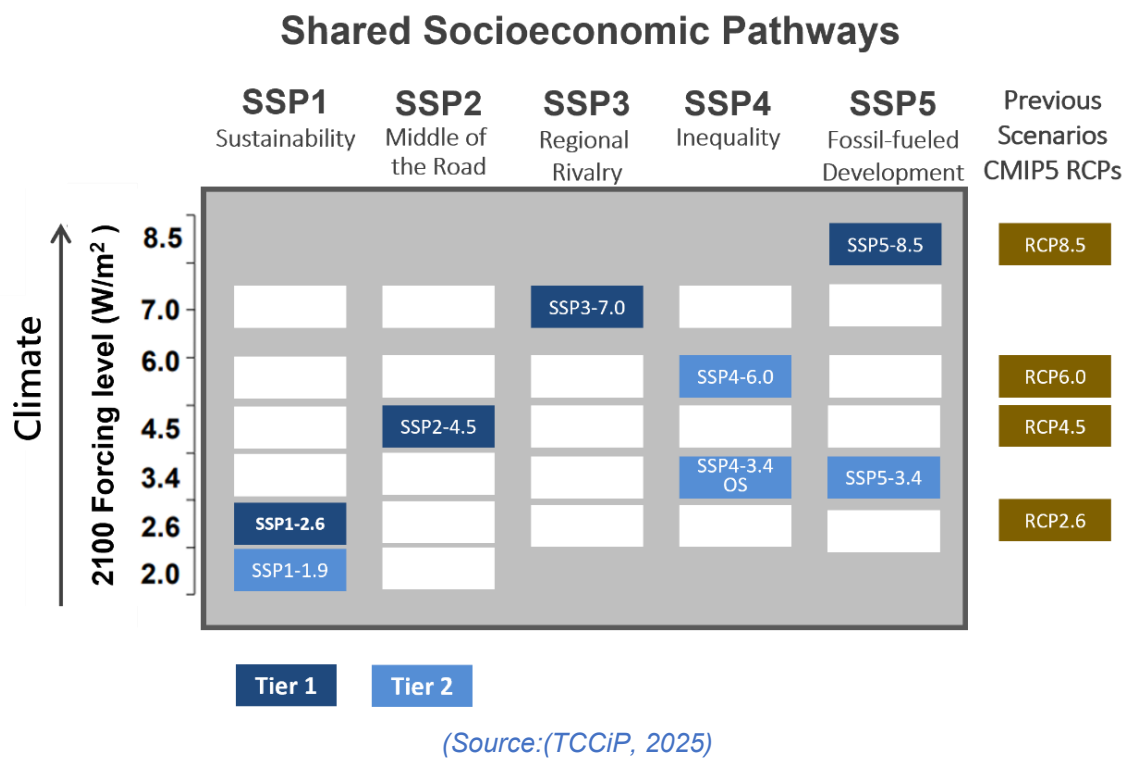 Shared Socioeconomic Pathways
SSP1
Sustainability
SSP2
Middle of
the Road
SSP3
Regional
Rivalry
SSP4
Inequality
SSP5
Fossil-fueled
Development
Previous
Scenarios
CMIP5 RCPs
Climate
2100 Forcing level (W/m²)
8.5
SSP5-8.5
RCP8.5
7.0
SSP3-7.0
6.0
SSP4-6.0
RCP6.0
4.5
SSP2-4.5
RCP4.5
3.4
SSP4-3.4
OS
SSP5-3.4
2.6
SSP1-2.6
RCP2.6
2.0
SSP1-1.9
Tier 1
Tier 2
(Source:(TCCiP, 2025)